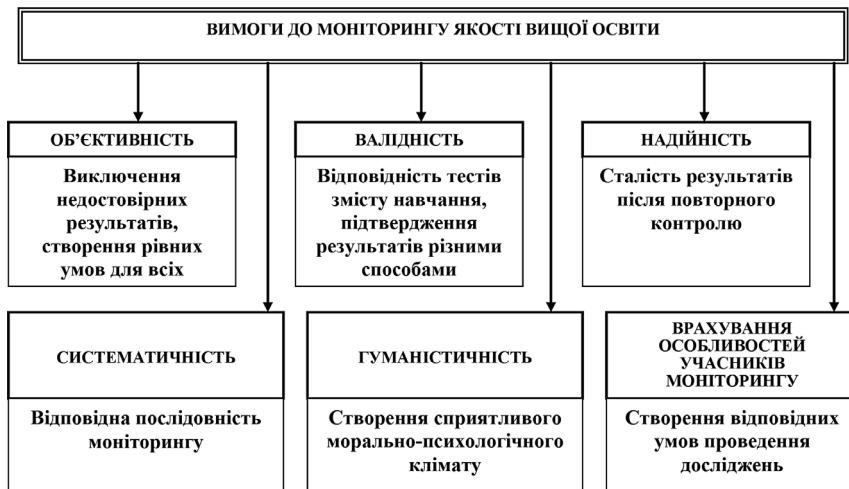 ВИМОГИ ДО МОНІТОРИНГУ ЯКОСТІ ВИЩОЇ ОСВІТИ
ОБ’ЄКТИВНІСТЬ
Виключення
недостовірних
результатів,
створення рівних
умов для всіх
ВАЛІДНІСТЬ
Відповідність тестів
змісту навчання,
підтвердження
результатів різними
способами
НАДІЙНІСТЬ
Сталість результатів
після повторного
контролю
СИСТЕМАТИЧНІСТЬ
Відповідна послідовність
моніторингу
ГУМАНІСТИЧНІСТЬ
Створення сприятливого
морально-психологічного
клімату
ВРАХУВАННЯ
ОСОБЛИВОСТЕЙ
УЧАСНИКІВ
МОНІТОРИНГУ
Створення відповідних
умов проведення
досліджень